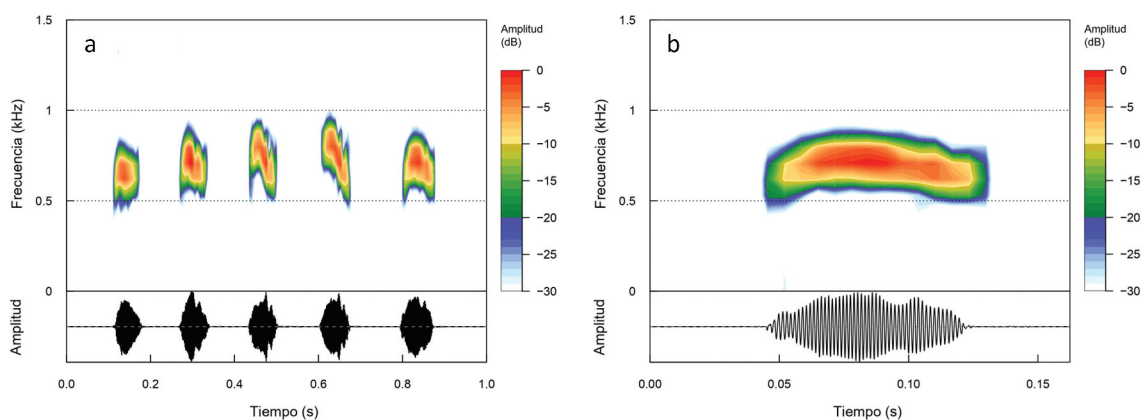 a
Amplitud
(dB)
1.5
1
0.5
0
Frecuencia (kHz)
0
−5
−10
−15
−20
−25
−30
Amplitud
0.0
0.2
0.4
0.6
0.8
1.0
Tiempo (s)
b
Amplitud
(dB)
1.5
1
0.5
0
Frecuencia (kHz)
0
−5
−10
−15
−20
−25
−30
Amplitud
0.00
0.05
0.10
0.15
Tiempo (s)